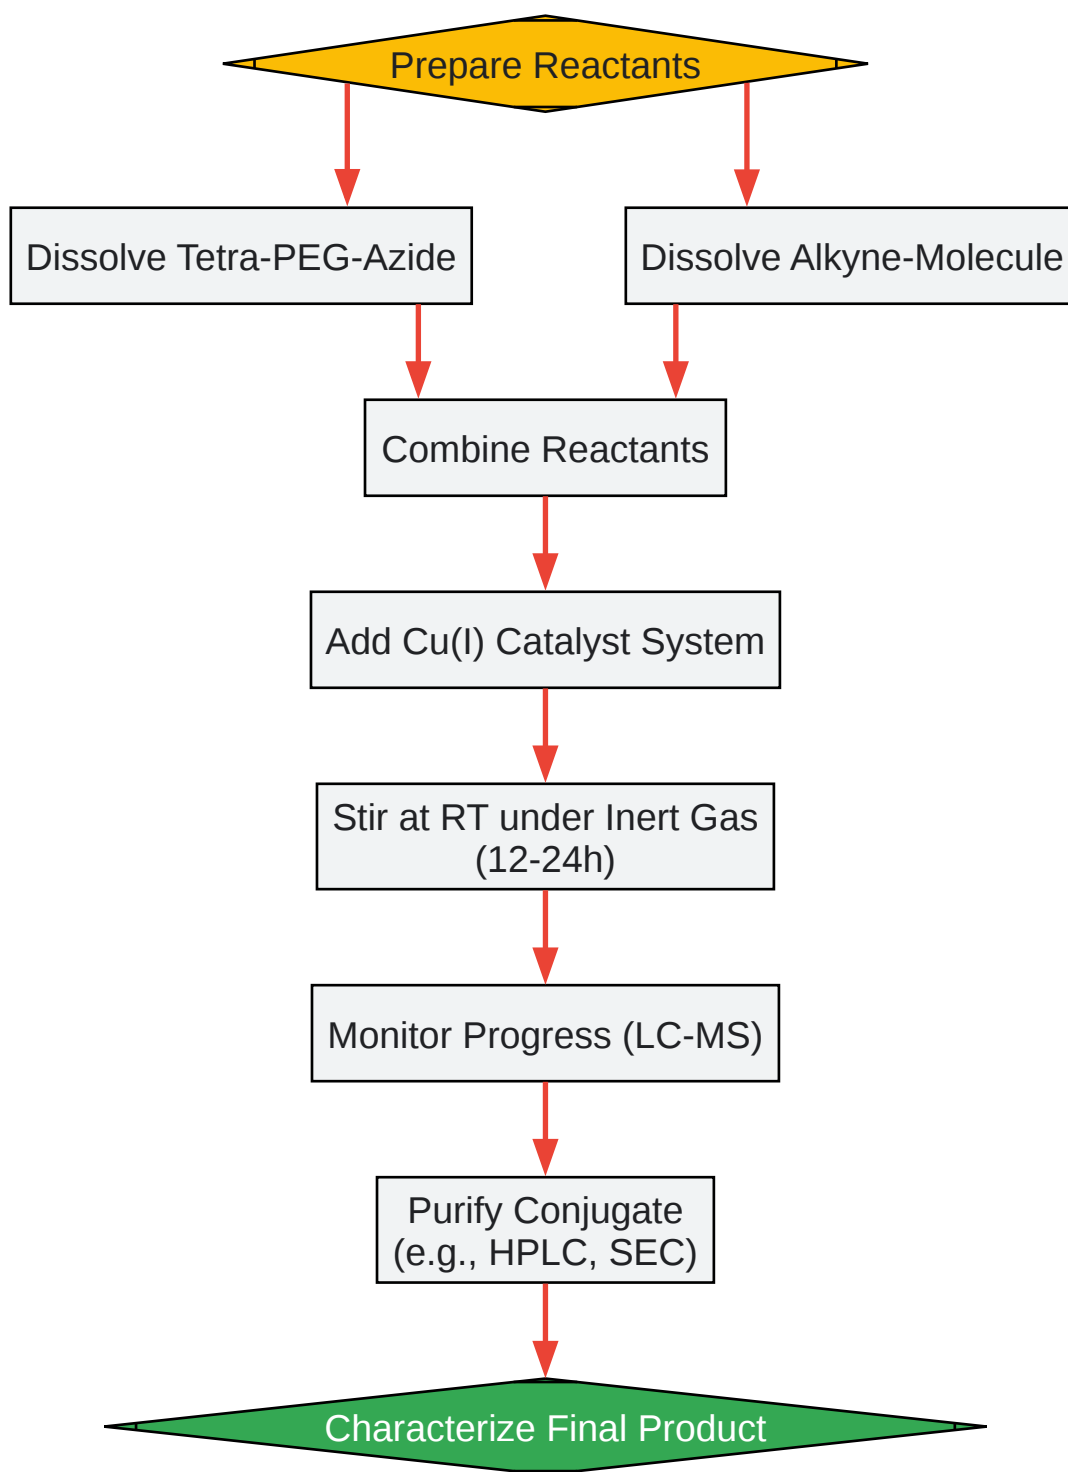 Prepare Reactants
Dissolve Tetra-PEG-Azide
Dissolve Alkyne-Molecule
Combine Reactants
Add Cu(I) Catalyst System
Stir at RT under Inert Gas
(12-24h)
Monitor Progress (LC-MS)
Purify Conjugate
(e.g., HPLC, SEC)
Characterize Final Product